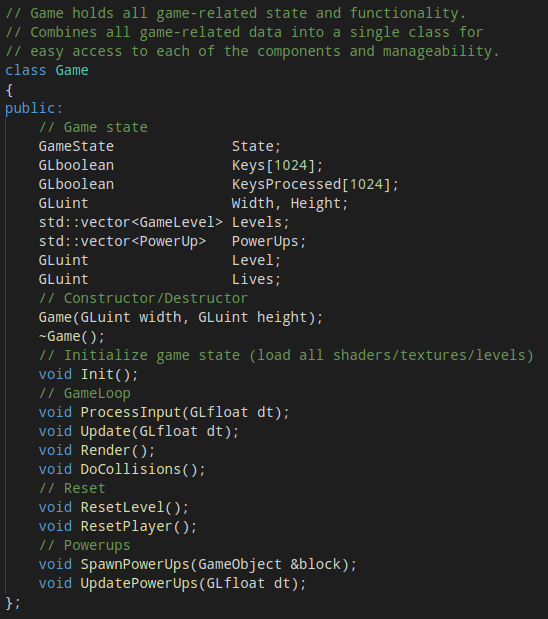 // Game holds all game-related state and functionality.
// Combines all game-related data into a single class for
// easy access to each of the components and manageability.
class Game
{
public:
    // Game state
    GameState              State;
    GLboolean              Keys[1024];
    GLboolean              KeysProcessed[1024];
    GLuint                 Width, Height;
    std::vector<GameLevel> Levels;
    std::vector<PowerUp>   PowerUps;
    GLuint                 Level;
    GLuint                 Lives;
    // Constructor/Destructor
    Game(GLuint width, GLuint height);
    ~Game();
    // Initialize game state (load all shaders/textures/levels)
    void Init();
    // GameLoop
    void ProcessInput(GLfloat dt);
    void Update(GLfloat dt);
    void Render();
    void DoCollisions();
    // Reset
    void ResetLevel();
    void ResetPlayer();
    // Powerups
    void SpawnPowerUps(GameObject &block);
    void UpdatePowerUps(GLfloat dt);
};